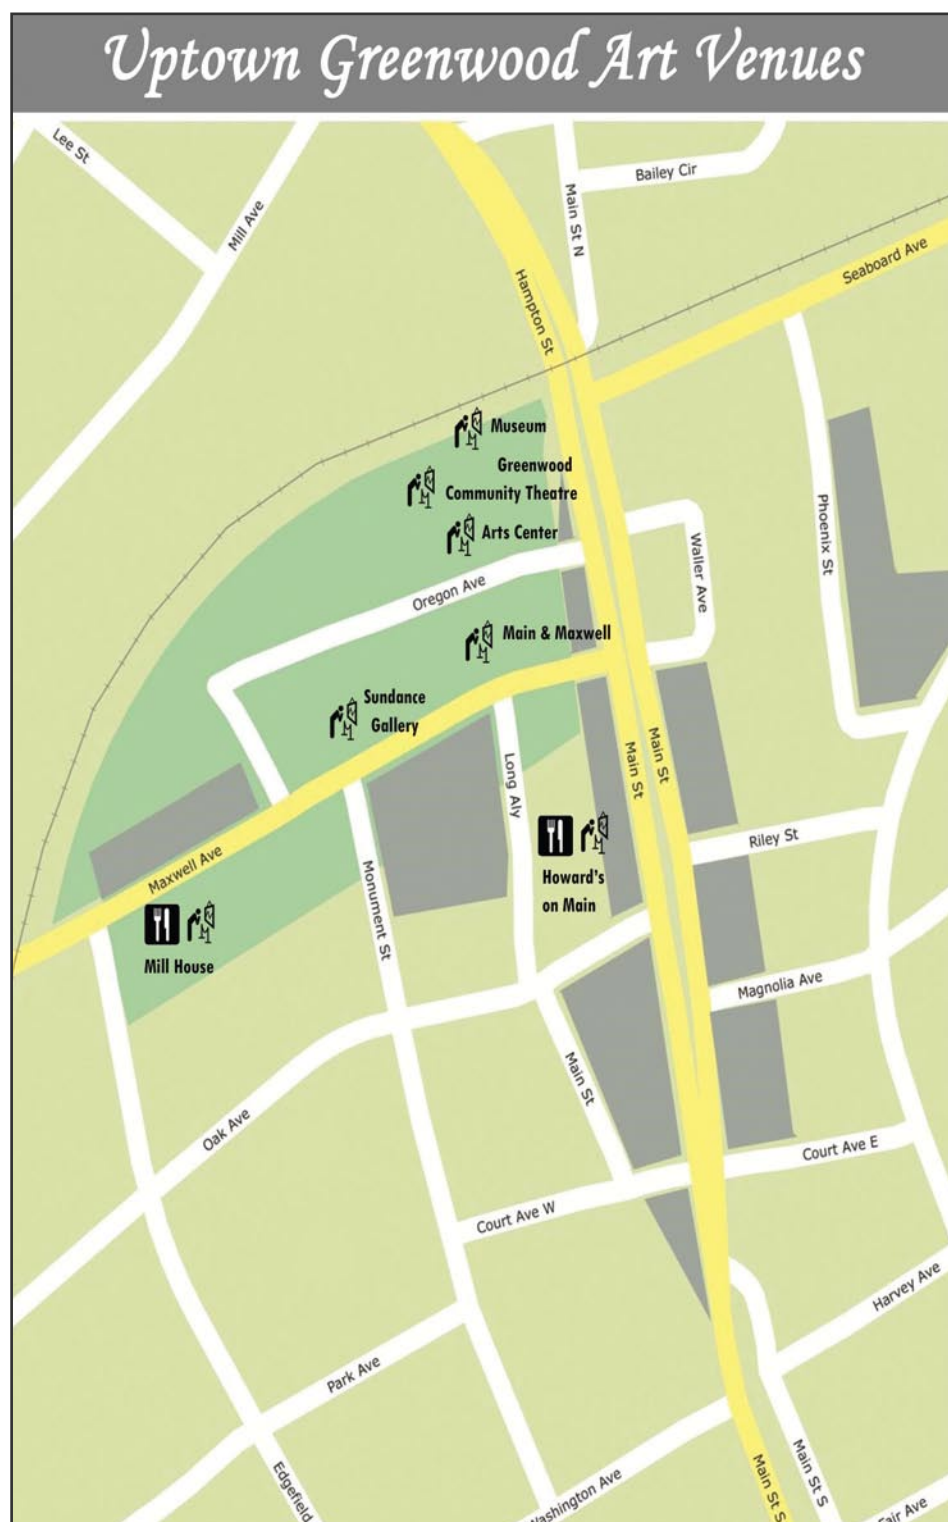 Uptown Greenwood Art Venues
Lee St
Mill Ave
Bailey Cir
Main St N
Seaboard Ave
Hampton St
Museum
Greenwood
Community Theatre
Arts Center
Phoenix St
Waller Ave
Oregon Ave
Main & Maxwell
Sundance
Gallery
Main St
Main St
Long Aly
Riley St
Maxwell Ave
Howard's
on Main
Monument St
Mill House
Magnolia Ave
Main St
Oak Ave
Court Ave E
Court Ave W
Harvey Ave
Park Ave
Edgefield
Washington Ave
Main St S
Main St S
Fair Ave